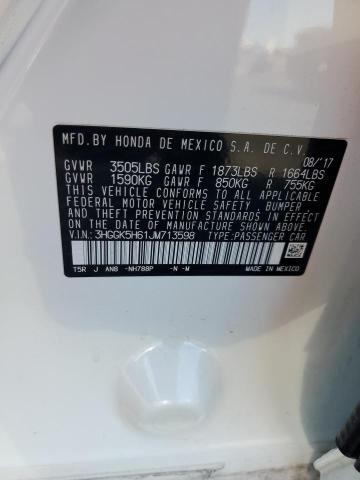 MFD.BY HONDA DE MEXICO S.A. DE C.V.
08/'17
GVWR 3505LBS GAWR F 1873LBS R 1664LBS
GVWR 1590KG GAWR F 850KG R 755KG
THIS VEHICLE CONFORMS TO ALL APPLICABLE
FEDERAL MOTOR VEHICLE SAFETY, BUMPER
AND THEFT PREVENTION STANDARDS IN EFFECT
ON THE DATE OF MANUFACTURE SHOWN ABOVE.
V.I.N.: 3HGGK5H61JM713598 TYPE:PASSENGER CAR
T5R J AN8 -NH788P -N -M MADE IN MEXICO